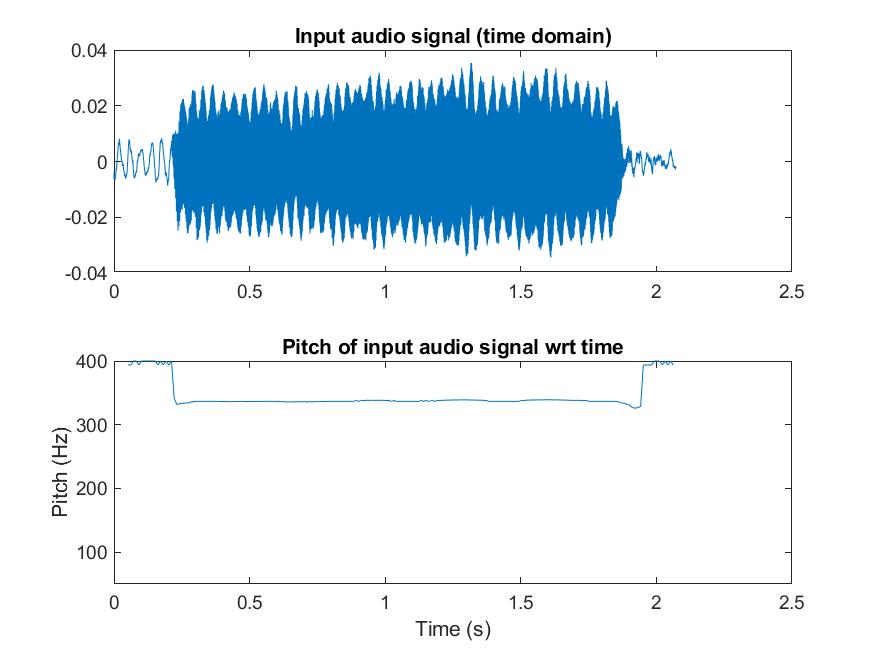 Input audio signal (time domain)
0.04
0.02
0
-0.02
-0.04
0 0.5 1 1.5 2 2.5
Pitch of input audio signal wrt time
400
300
200
100
Pitch (Hz)
0 0.5 1 1.5 2 2.5
Time (s)